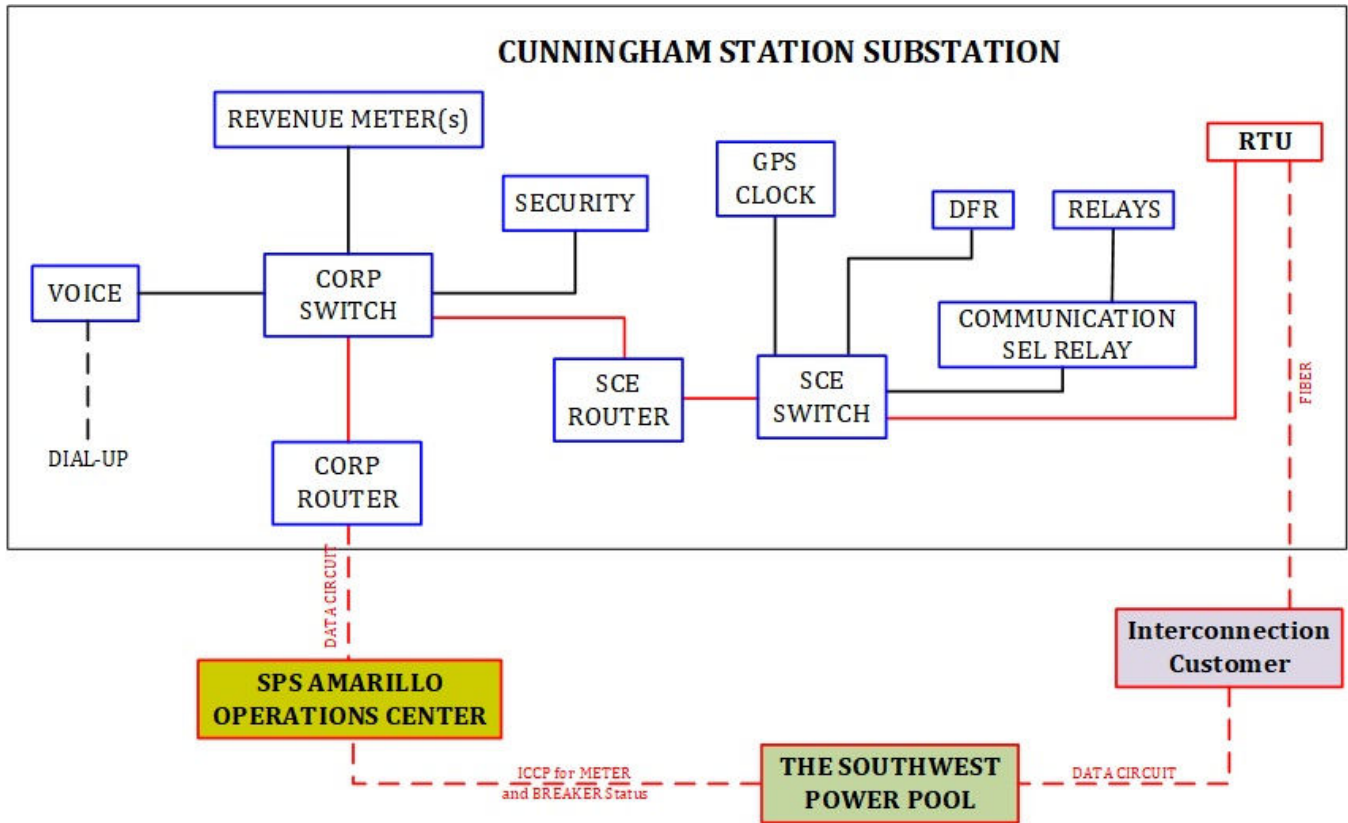 CUNNINGHAM STATION SUBSTATION
REVENUE METER(s)
RTU
GPS
CLOCK
SECURITY
DFR
RELAYS
VOICE
CORP
SWITCH
COMMUNICATION
SEL RELAY
SCE
ROUTER
SCE
SWITCH
FIBER
DIAL-UP
CORP
ROUTER
DATA CIRCUIT
Interconnection
Customer
SPS AMARILLO
OPERATIONS CENTER
ICCP for METER
and BREAKER Status
THE SOUTHWEST
POWER POOL
DATA CIRCUIT